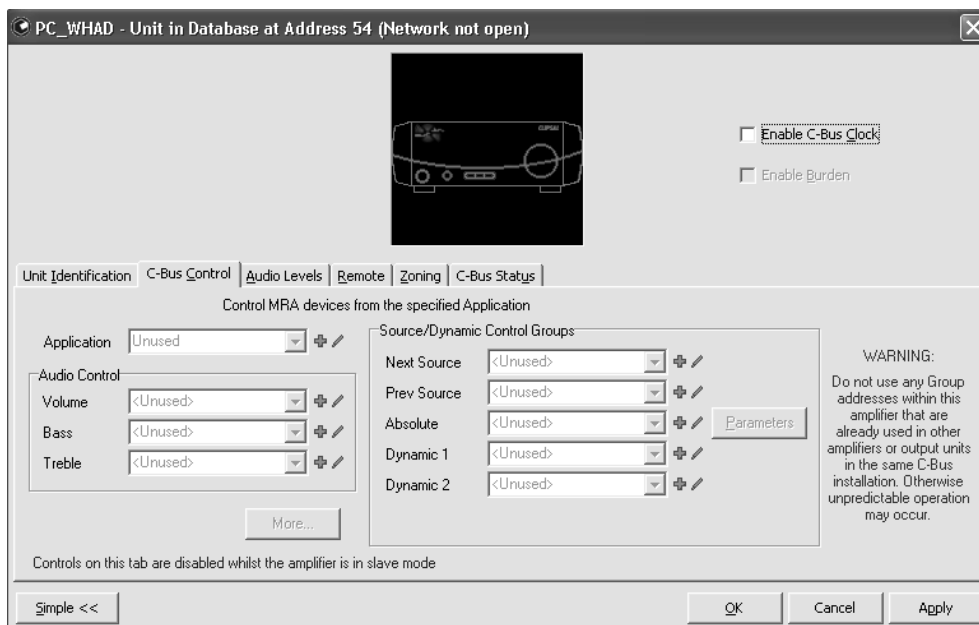 PC_WHAD - Unit in Database at Address 54 (Network not open)
CLIPSAL
Enable C-Bus Clock
Enable Burden
Unit Identification
C-Bus Control
Audio Levels
Remote
Zoning
C-Bus Status
Control MRA devices from the specified Application
Application Unused
Audio Control
Volume <Unused>
Bass <Unused>
Treble <Unused>
More...
Source/Dynamic Control Groups
Next Source <Unused>
Prev Source <Unused>
Absolute <Unused>
Parameters
Dynamic 1 <Unused>
Dynamic 2 <Unused>
WARNING:
Do not use any Group
addresses within this
amplifier that are
already used in other
amplifiers or output units
in the same C-Bus
installation. Otherwise
unpredictable operation
may occur.
Controls on this tab are disabled whilst the amplifier is in slave mode
Simple <<
OK
Cancel
Apply